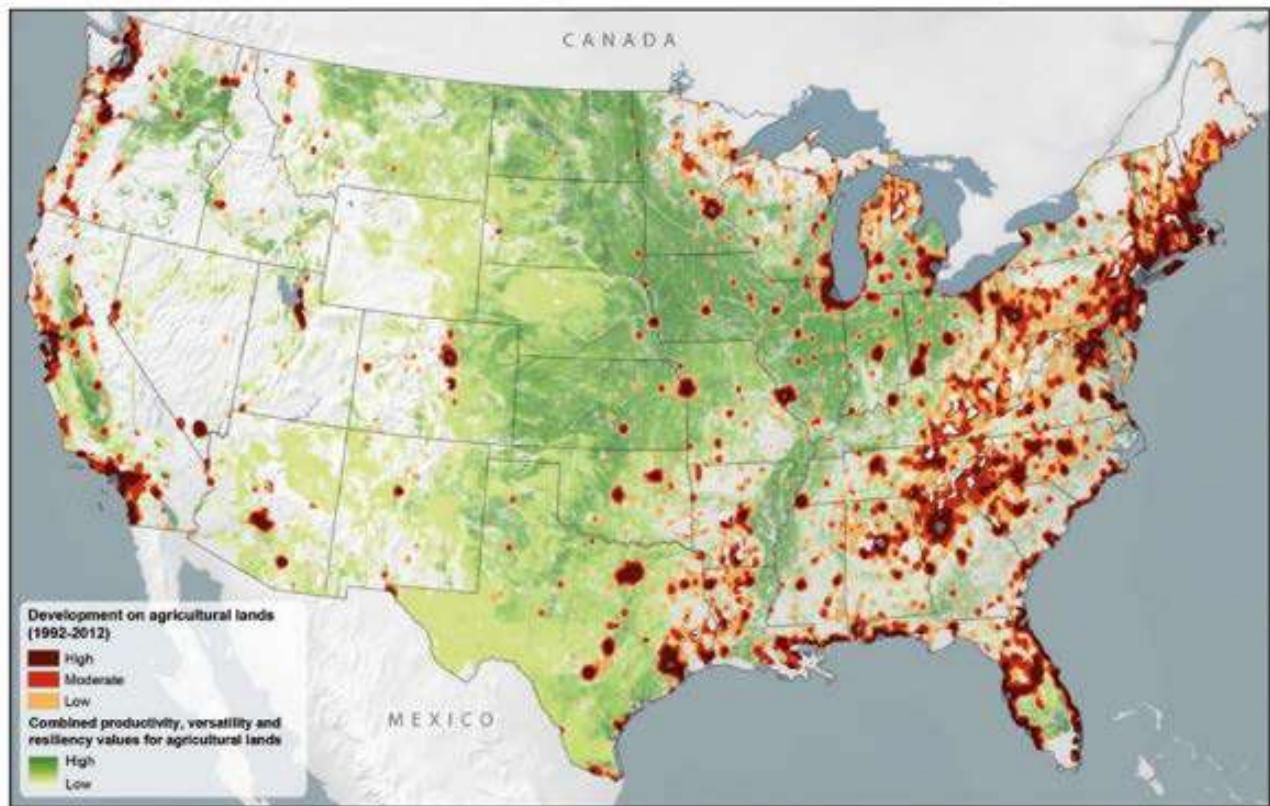 CANADA
MEXICO
Development on agricultural lands
(1992-2012)
High
Moderate
Low
Combined productivity, versatility and
resiliency values for agricultural lands
High
Low